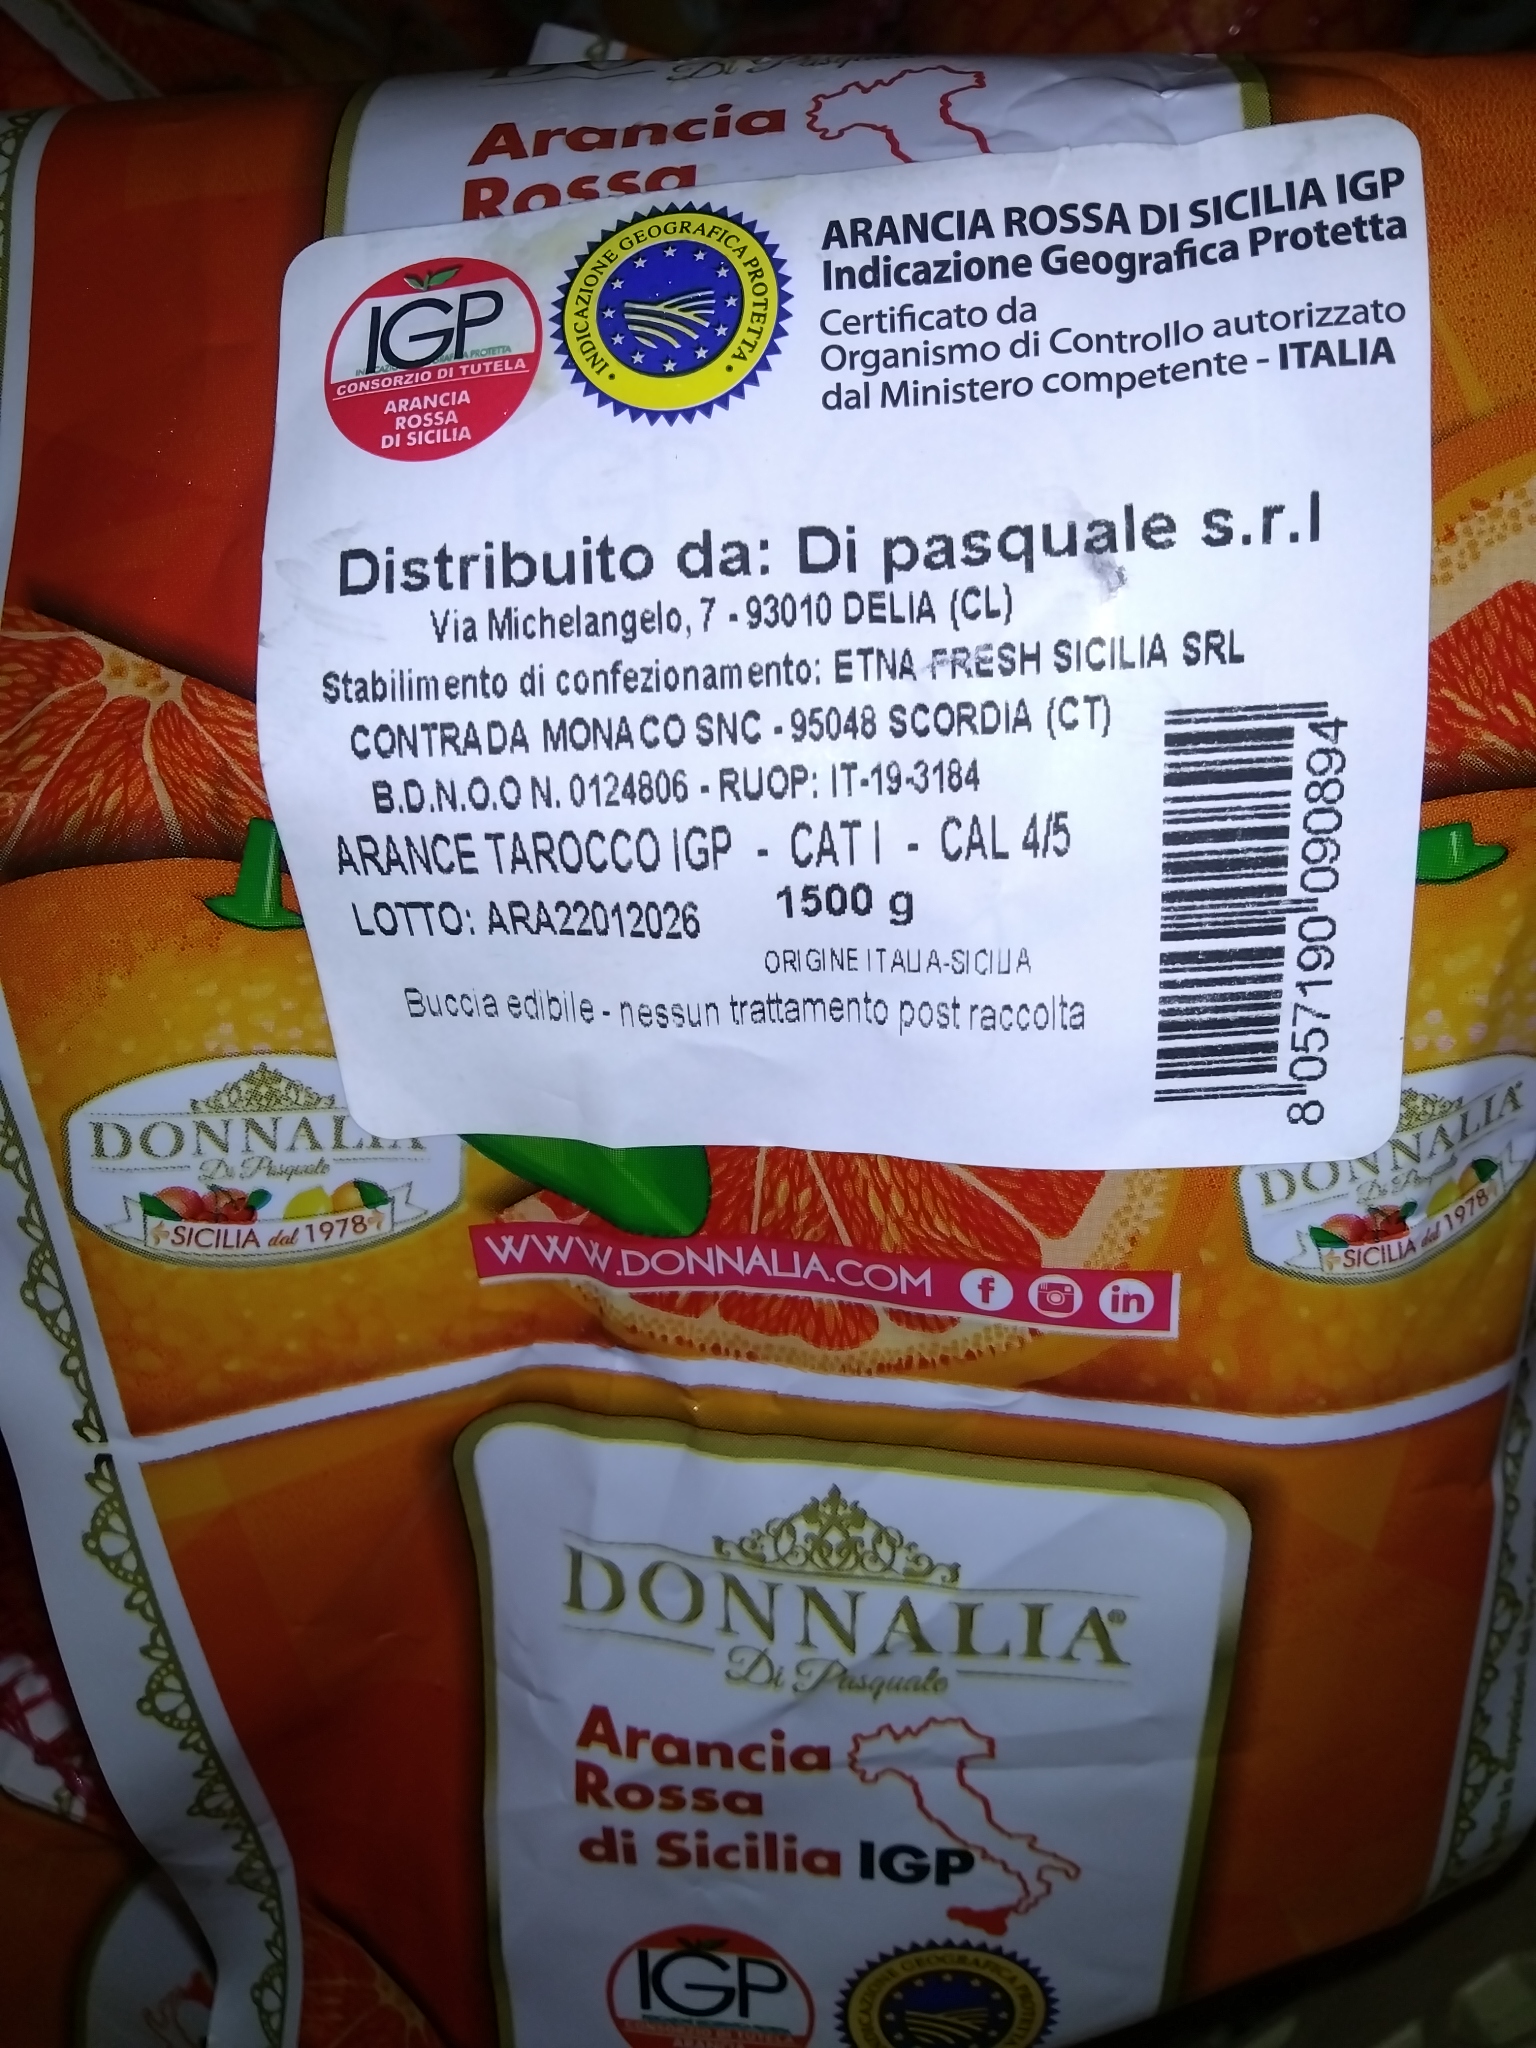 Di Pasquale
Arancia
Rossa
IGP
CONSORZIO DI TUTELA
ARANCIA
ROSSA
DI SICILIA
INDICAZIONE GEOGRAFICA PROTETTA
ARANCIA ROSSA DI SICILIA IGP
Indicazione Geografica Protetta
Certificato da
Organismo di Controllo autorizzato
dal Ministero competente - ITALIA
Distribuito da: Di pasquale s.r.l
Via Michelangelo, 7 - 93010 DELIA (CL)
Stabilimento di confezionamento: ETNA FRESH SICILIA SRL
CONTRADA MONACO SNC - 95048 SCORDIA (CT)
B.D.N.O.O N. 0124806 - RUOP: IT-19-3184
ARANCE TAROCCO IGP - CAT I - CAL 4/5
LOTTO: ARA22012026 1500 g
ORIGINE ITALIA-SICILIA
Buccia edibile - nessun trattamento post raccolta
8 057190 090894
DONNALIA
Di Pasquale
SICILIA dal 1978
DONNALIA
SICILIA dal 1978
WWW.DONNALIA.COM
DONNALIA®
Di Pasquale
Arancia
Rossa
di Sicilia IGP
IGP
CONSORZIO DI TUTELA
ARANCIA